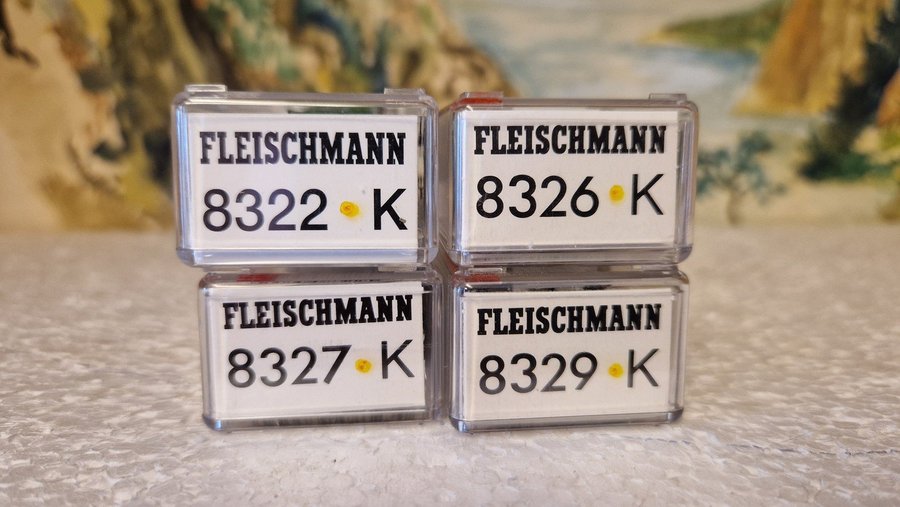 FLEISCHMANN
8322 • K
FLEISCHMANN
8326 • K
FLEISCHMANN
8327 • K
FLEISCHMANN
8329 • K